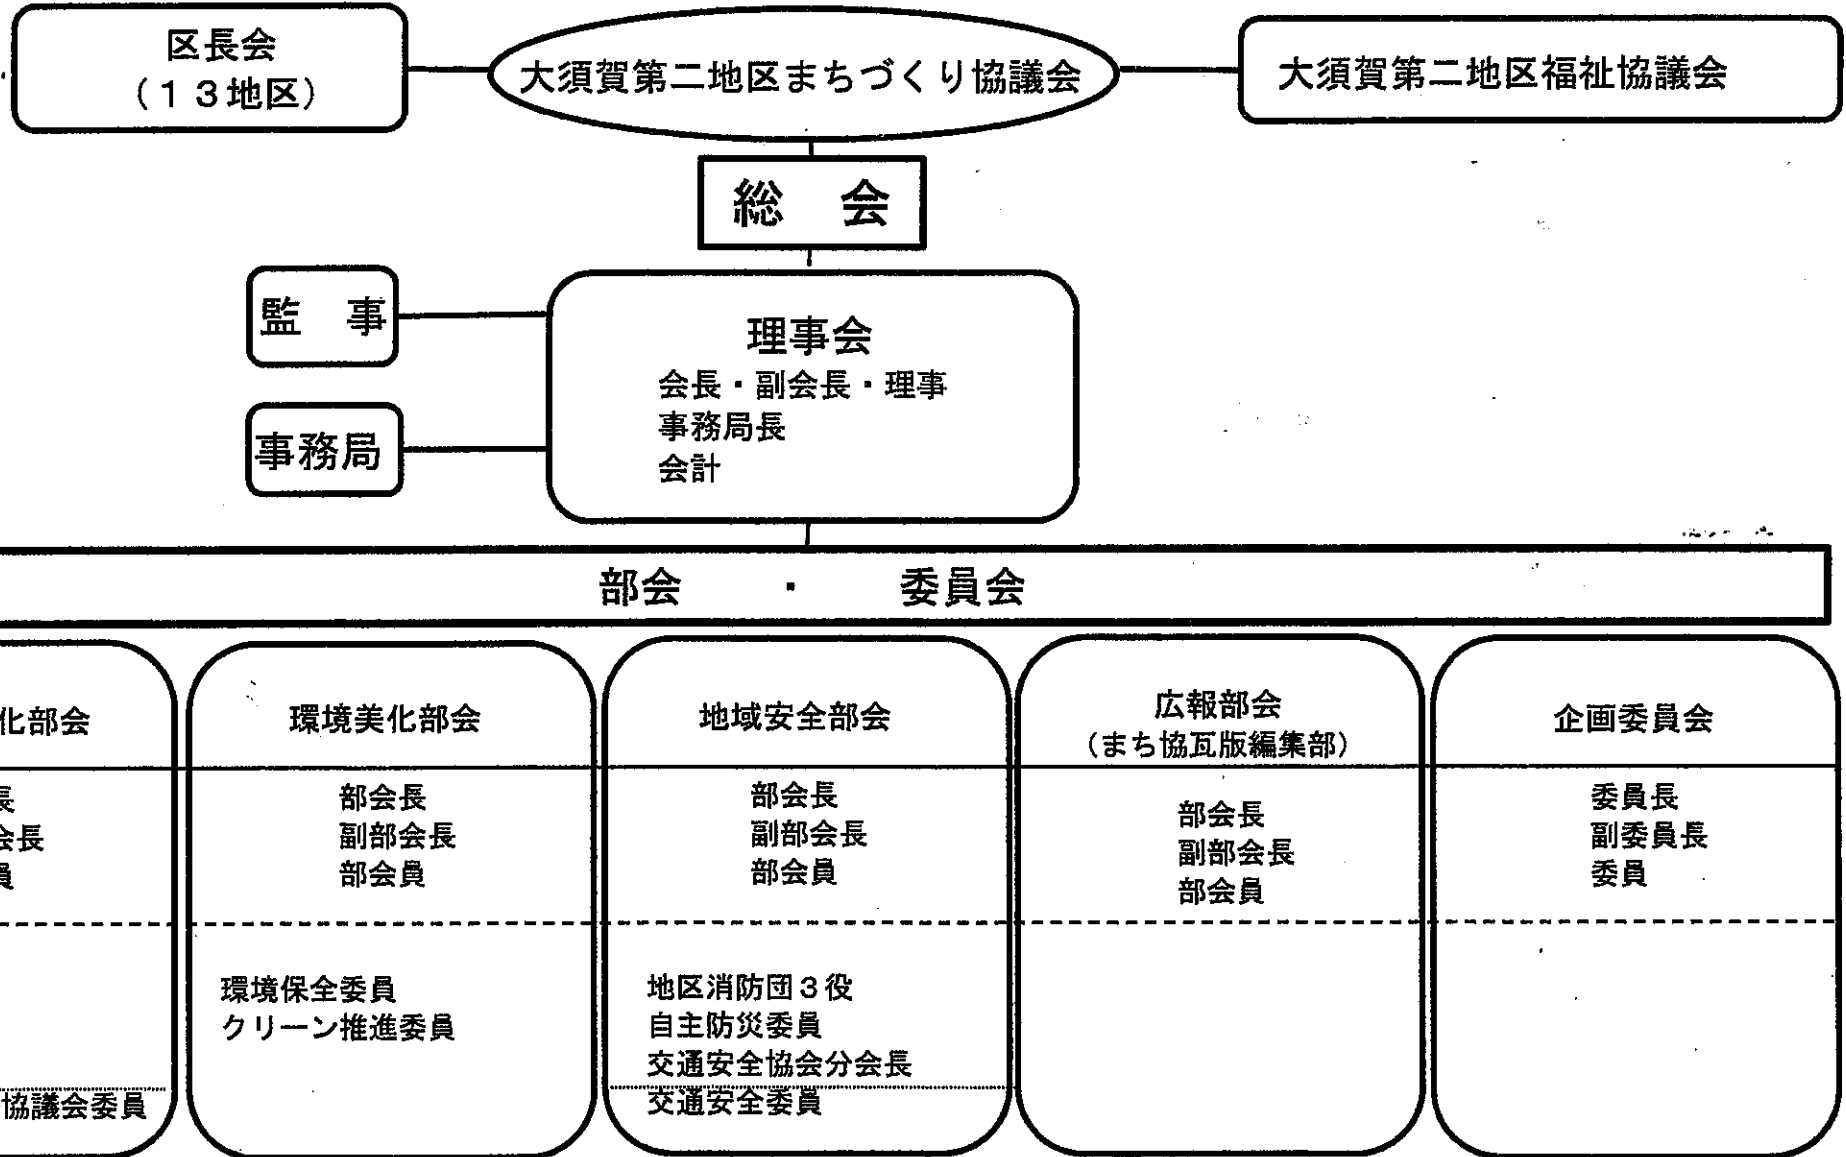 区長会
（１３地区）
大須賀第二地区まちづくり協議会
大須賀第二地区福祉協議会
総　会
監　事
理事会
会長・副会長・理事
事務局長
会計
事務局
部会　・　委員会
化部会
長
会長
員
協議会委員
環境美化部会
部会長
副部会長
部会員
環境保全委員
クリーン推進委員
地域安全部会
部会長
副部会長
部会員
地区消防団３役
自主防災委員
交通安全協会分会長
交通安全委員
広報部会
（まち協瓦版編集部）
部会長
副部会長
部会員
企画委員会
委員長
副委員長
委員